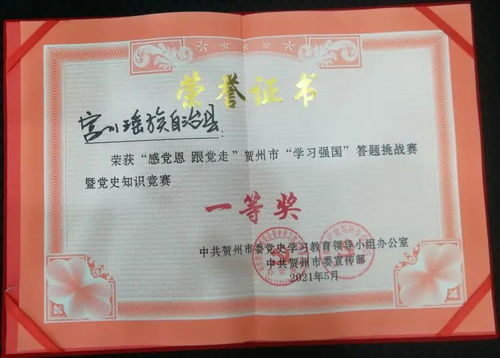 荣誉证书
富川瑶族自治县:
荣获“感党恩 跟党走”贺州市“学习强国”答题挑战赛
暨党史知识竞赛
一等奖
中共贺州市委党史学习教育领导小组办公室
中共贺州市委宣传部
2021年5月